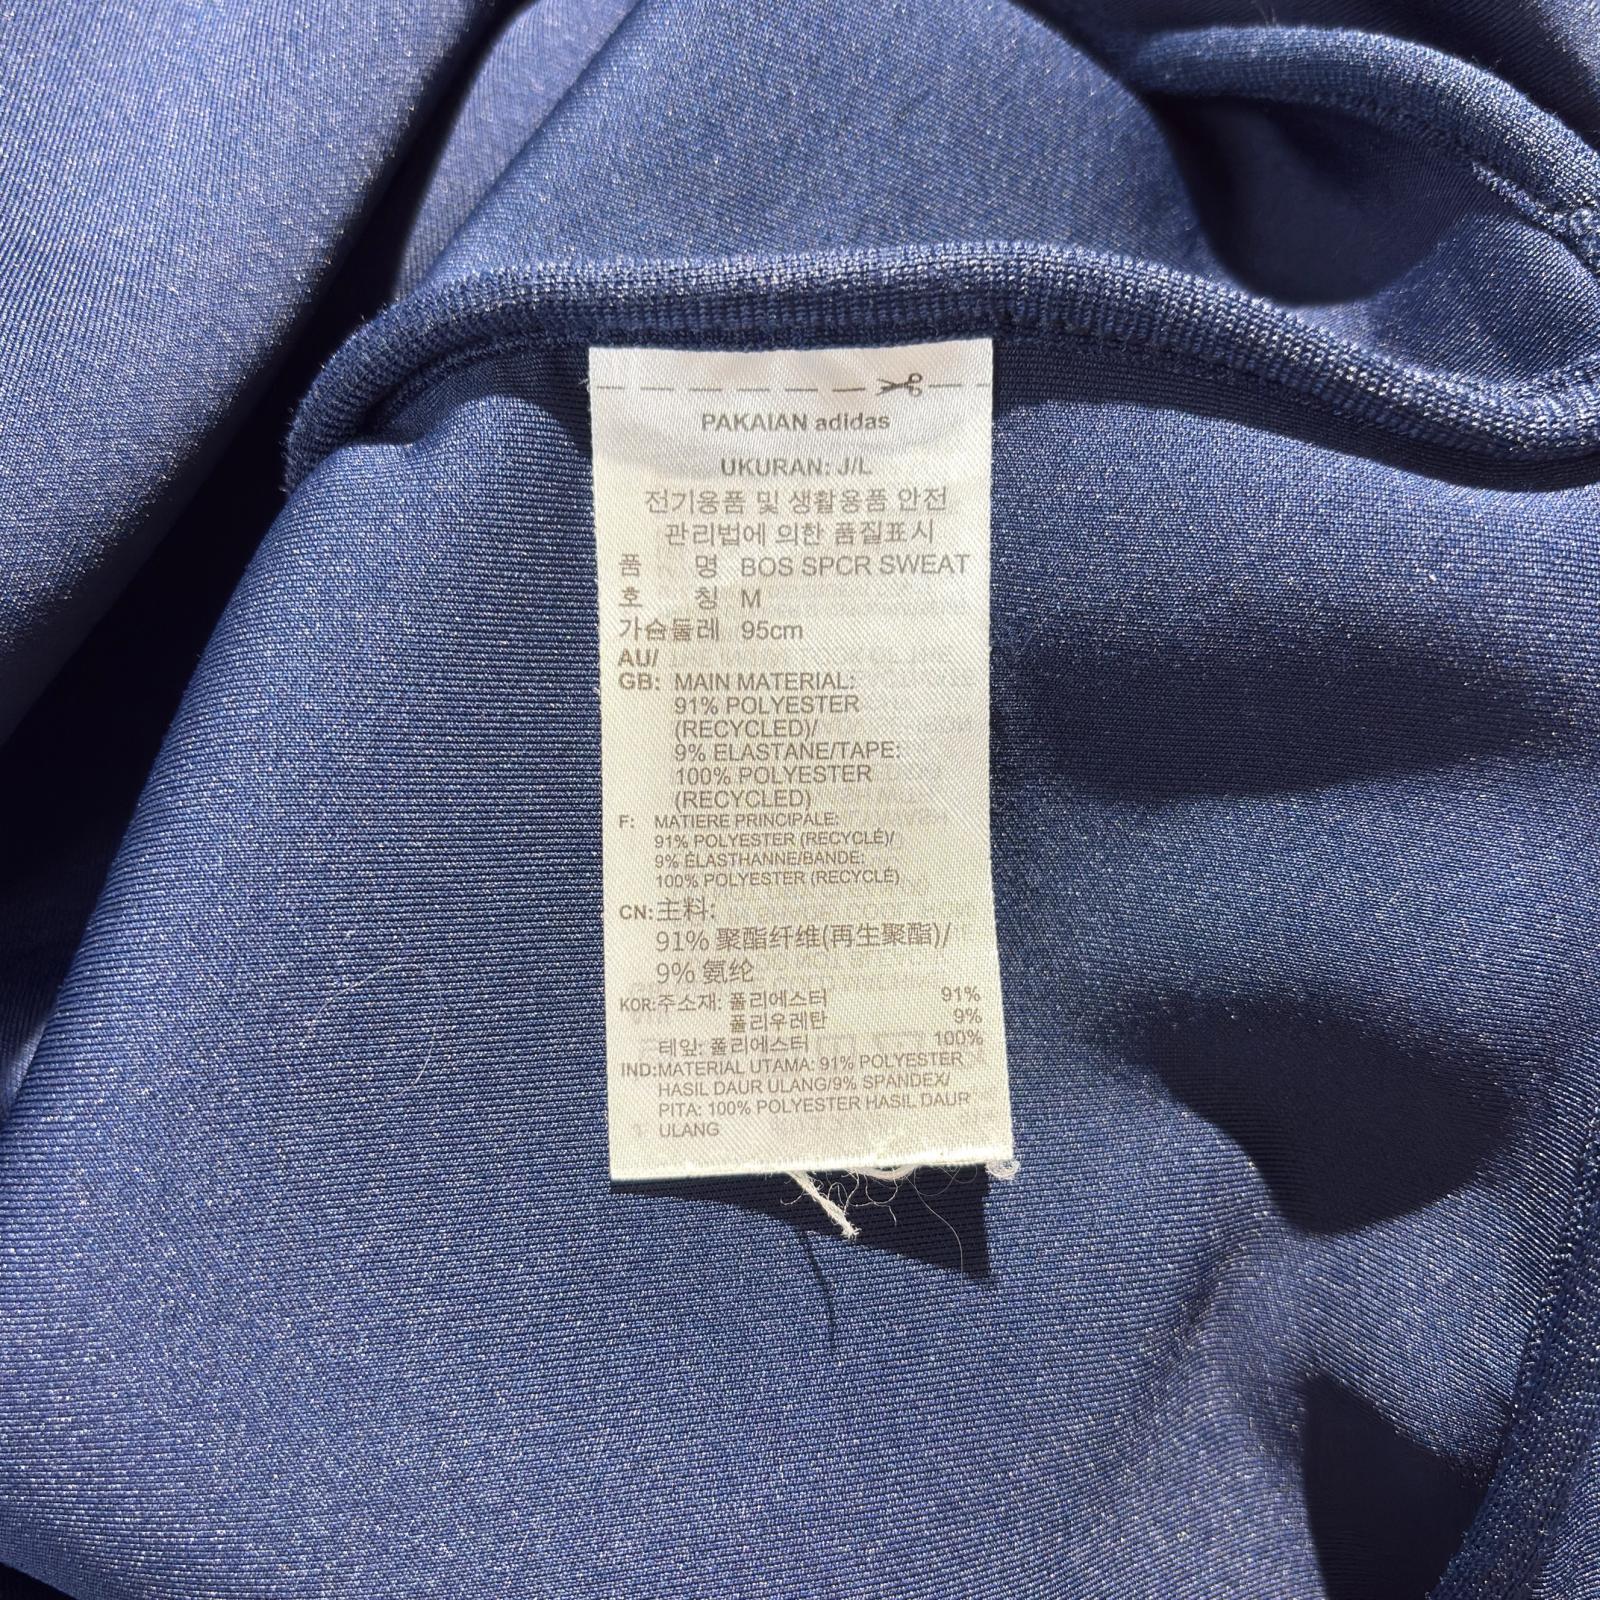 PAKAIAN adidas
UKURAN: J/L
전기용품 및 생활용품 안전
관리법에 의한 품질표시
품 명 BOS SPCR SWEAT
호 칭 M
가슴둘레 95cm
AU/
GB: MAIN MATERIAL:
91% POLYESTER
(RECYCLED)/
9% ELASTANE/TAPE:
100% POLYESTER
(RECYCLED)
F: MATIERE PRINCIPALE:
91% POLYESTER (RECYCLÉ)/
9% ÉLASTHANNE/BANDE:
100% POLYESTER (RECYCLÉ)
CN: 主料:
91% 聚酯纤维(再生聚酯)/
9% 氨纶
KOR: 주소재: 폴리에스터 91%
폴리우레탄 9%
테잎: 폴리에스터 100%
IND: MATERIAL UTAMA: 91% POLYESTER
HASIL DAUR ULANG/9% SPANDEX/
PITA: 100% POLYESTER HASIL DAUR
ULANG